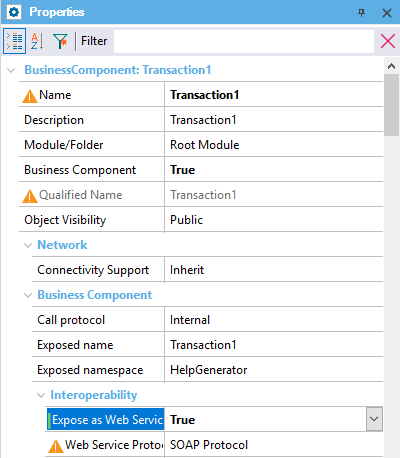 Properties
Filter
BusinessComponent: Transaction1
Name Transaction1
Description Transaction1
Module/Folder Root Module
Business Component True
Qualified Name Transaction1
Object Visibility Public
Network
Connectivity Support Inherit
Business Component
Call protocol Internal
Exposed name Transaction1
Exposed namespace HelpGenerator
Interoperability
Expose as Web Servic True
Web Service Protoc SOAP Protocol